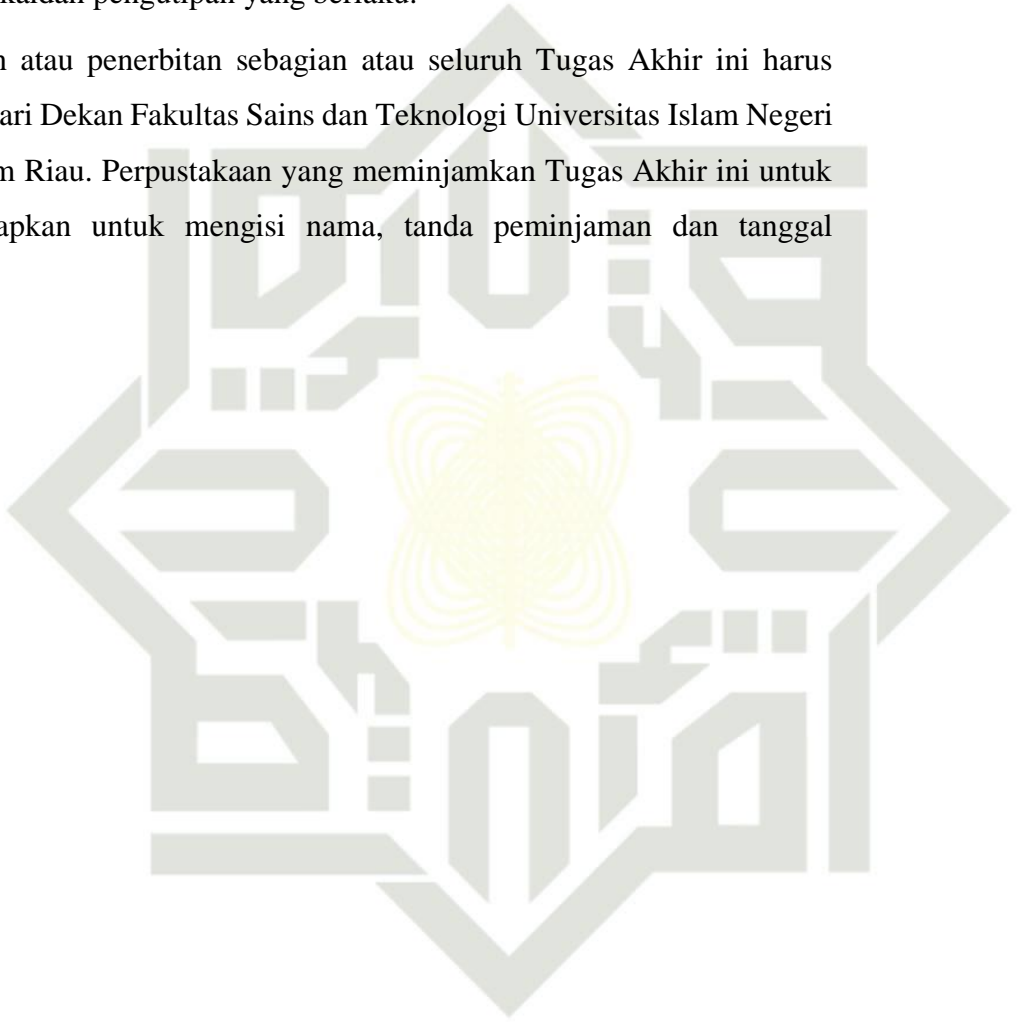 kaidah pengutipan yang berlaku.
n atau penerbitan sebagian atau seluruh Tugas Akhir ini harus
ari Dekan Fakultas Sains dan Teknologi Universitas Islam Negeri
m Riau. Perpustakaan yang meminjamkan Tugas Akhir ini untuk
apkan untuk mengisi nama, tanda peminjaman dan tanggal